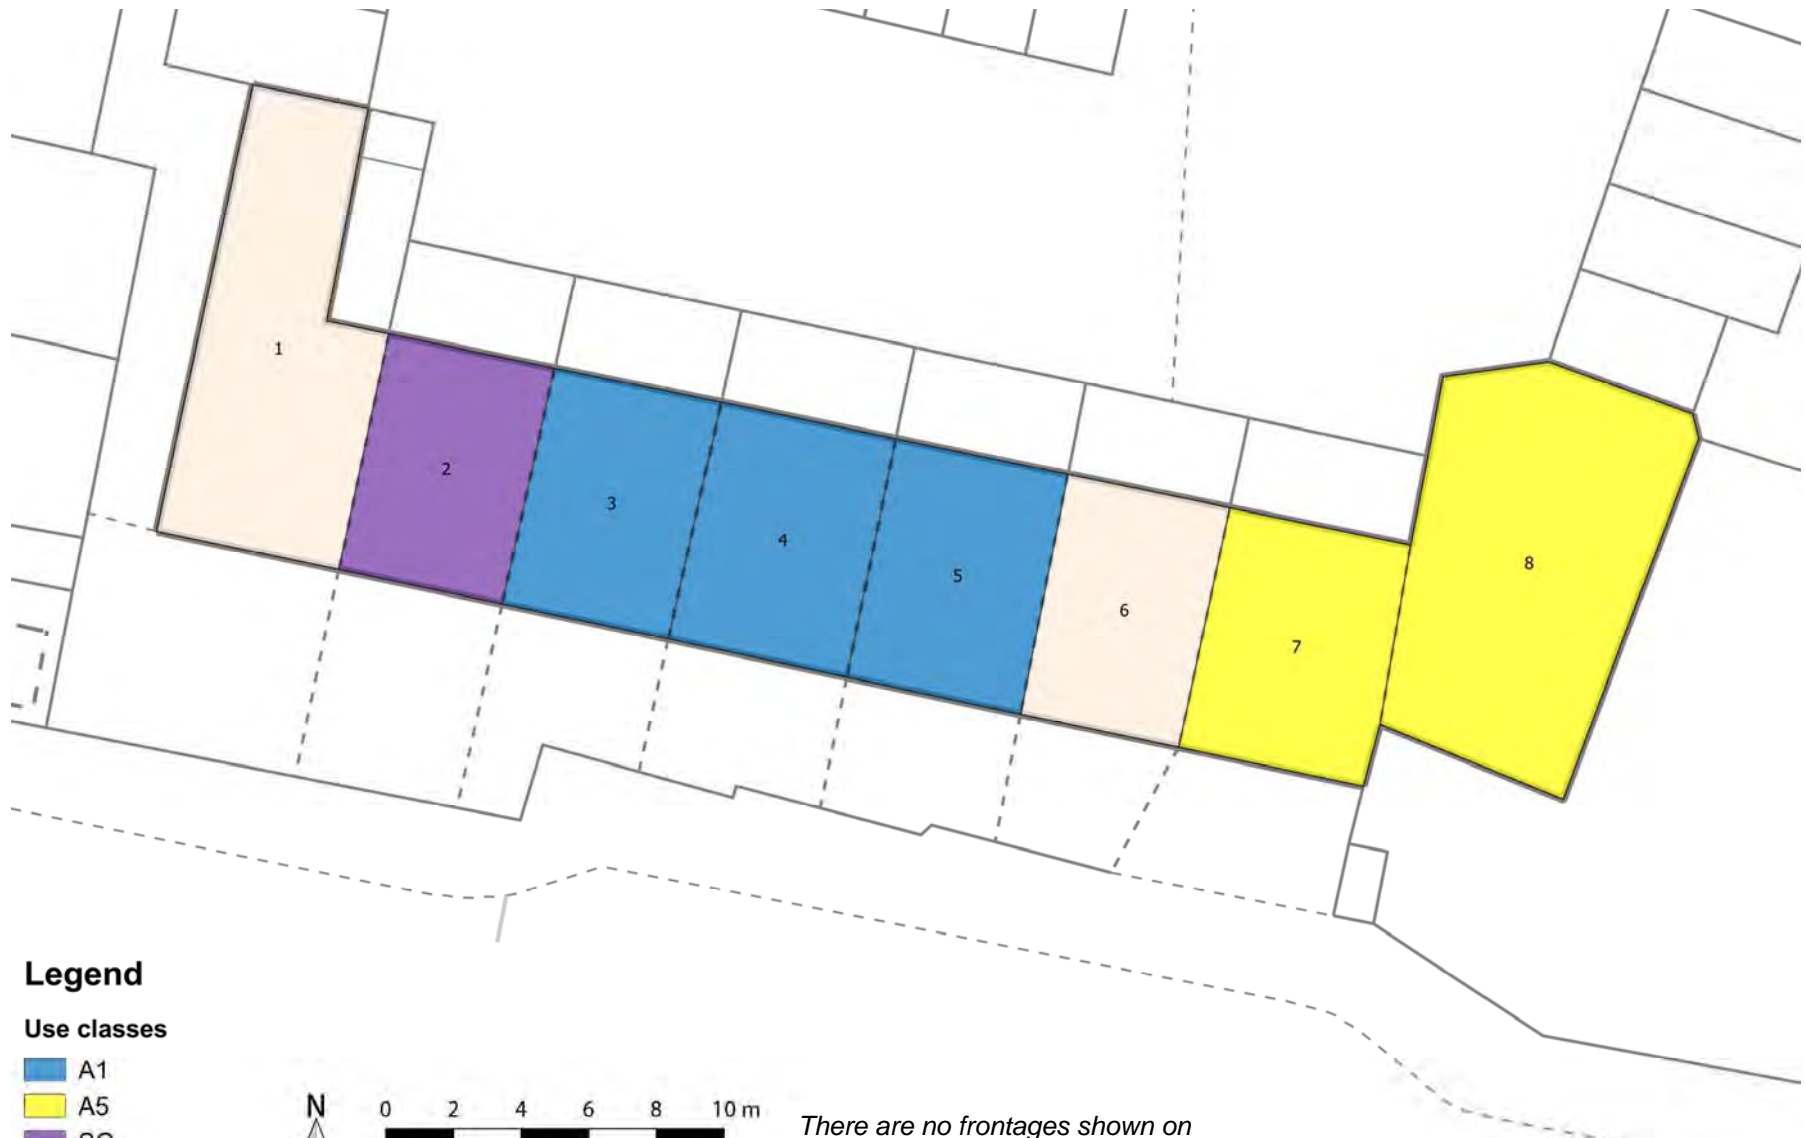 1
2
3
4
5
6
7
8
Legend
Use classes
A1
A5
N
0 2 4 6 8 10 m
There are no frontages shown on